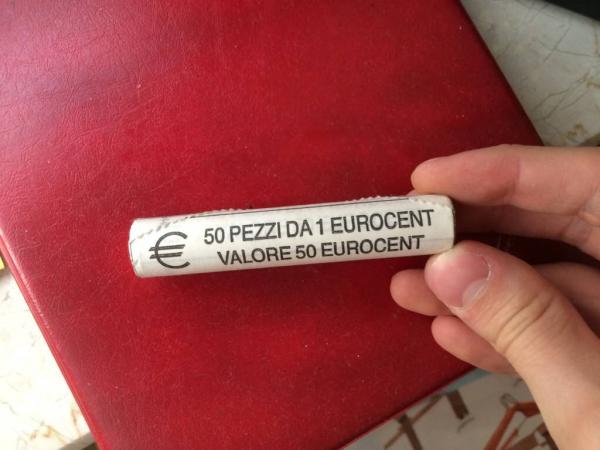 € 50 PEZZI DA 1 EUROCENT
VALORE 50 EUROCENT